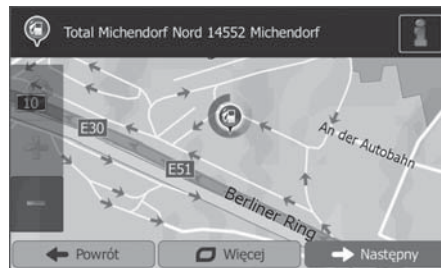 Total Michendorf Nord 14552 Michendorf
10
E30
An der Autobahn
E51
Berliner Ring
Powrót
Więcej
Następny